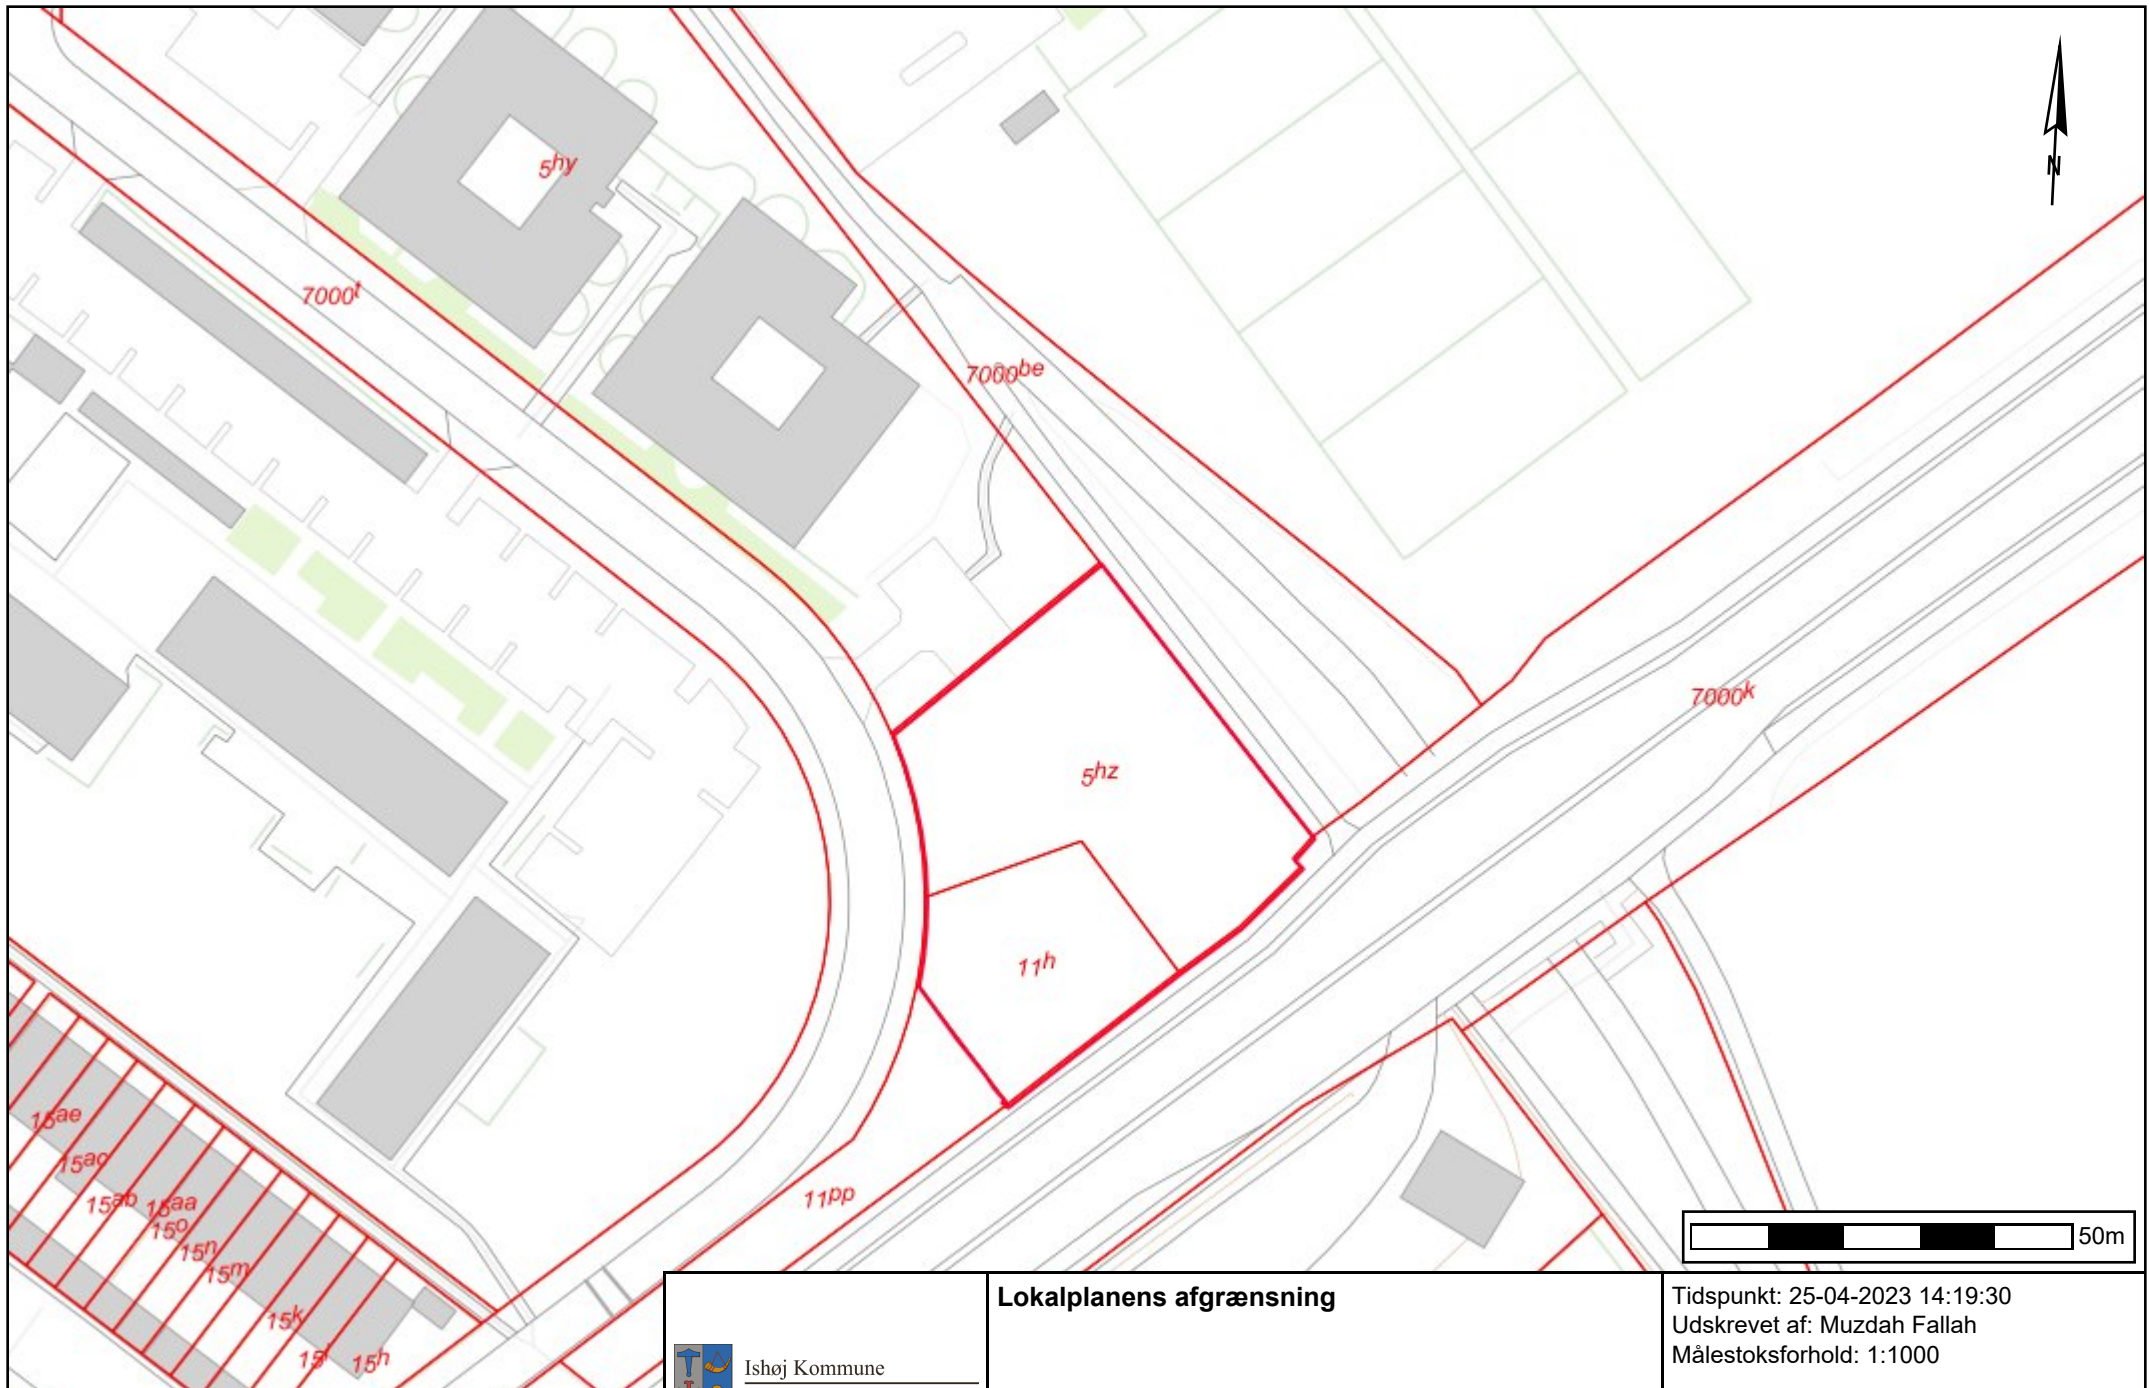 5hy
N
7000t
7000be
7000k
5hz
11h
15ae
15ac
15ab
15aa
15o
15n
15m
15k
15i
15h
11pp
50m
Lokalplanens afgrænsning
Tidspunkt: 25-04-2023 14:19:30
Udskrevet af: Muzdah Fallah
Målestoksforhold: 1:1000
Ishøj Kommune